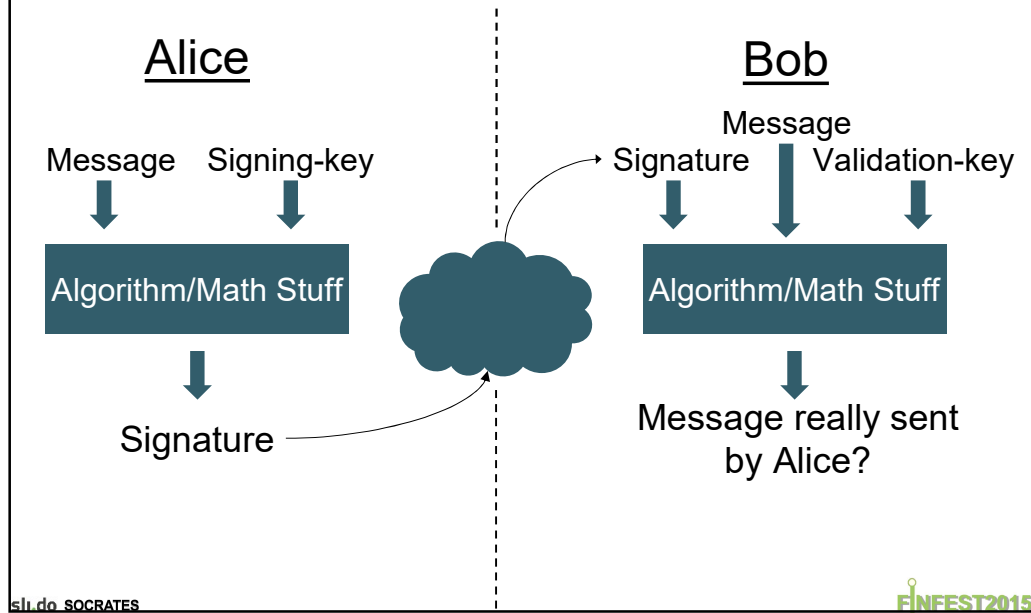 Alice
Message Signing-key
Algorithm/Math Stuff
Signature
Bob
Message
Signature Validation-key
Algorithm/Math Stuff
Message really sent
by Alice?
sli.do SOCRATES
FINFEST2015